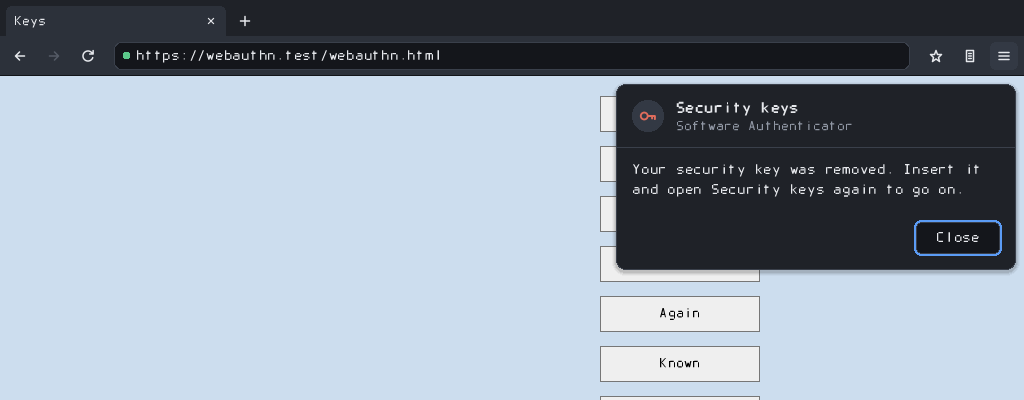 Keys
https://webauthn.test/webauthn.html
Security keys
Software Authenticator
Your security key was removed. Insert it
and open Security keys again to go on.
Close
Again
Known